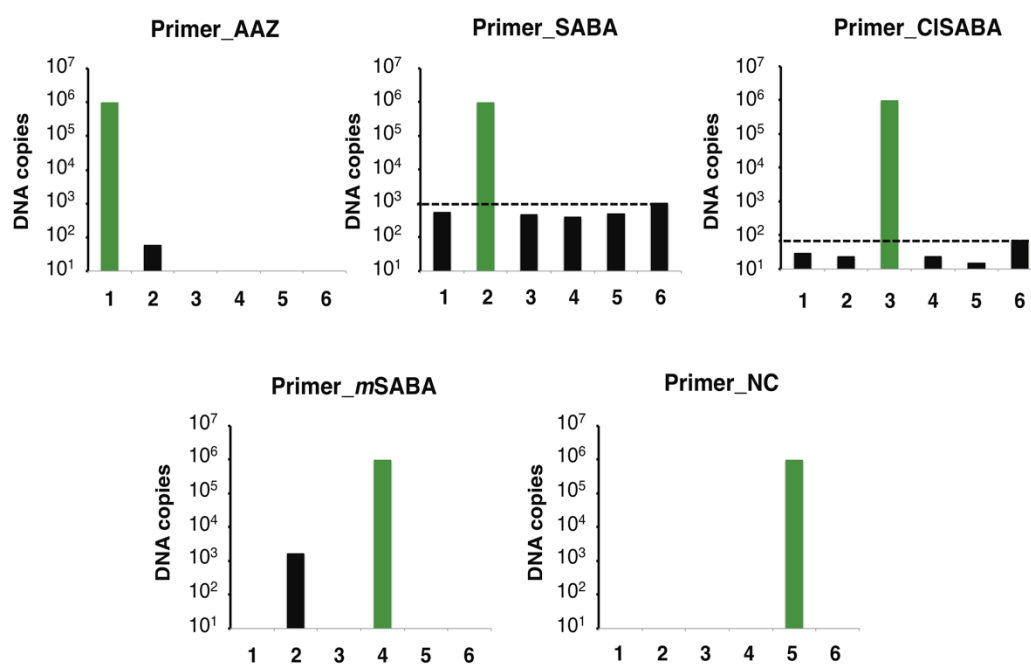 Primer_AAZ
DNA copies
10⁷
10⁶
10⁵
10⁴
10³
10²
10¹
1 2 3 4 5 6
Primer_SABA
DNA copies
10⁷
10⁶
10⁵
10⁴
10³
10²
10¹
1 2 3 4 5 6
Primer_ClSABA
DNA copies
10⁷
10⁶
10⁵
10⁴
10³
10²
10¹
1 2 3 4 5 6
Primer_mSABA
DNA copies
10⁷
10⁶
10⁵
10⁴
10³
10²
10¹
1 2 3 4 5 6
Primer_NC
DNA copies
10⁷
10⁶
10⁵
10⁴
10³
10²
10¹
1 2 3 4 5 6